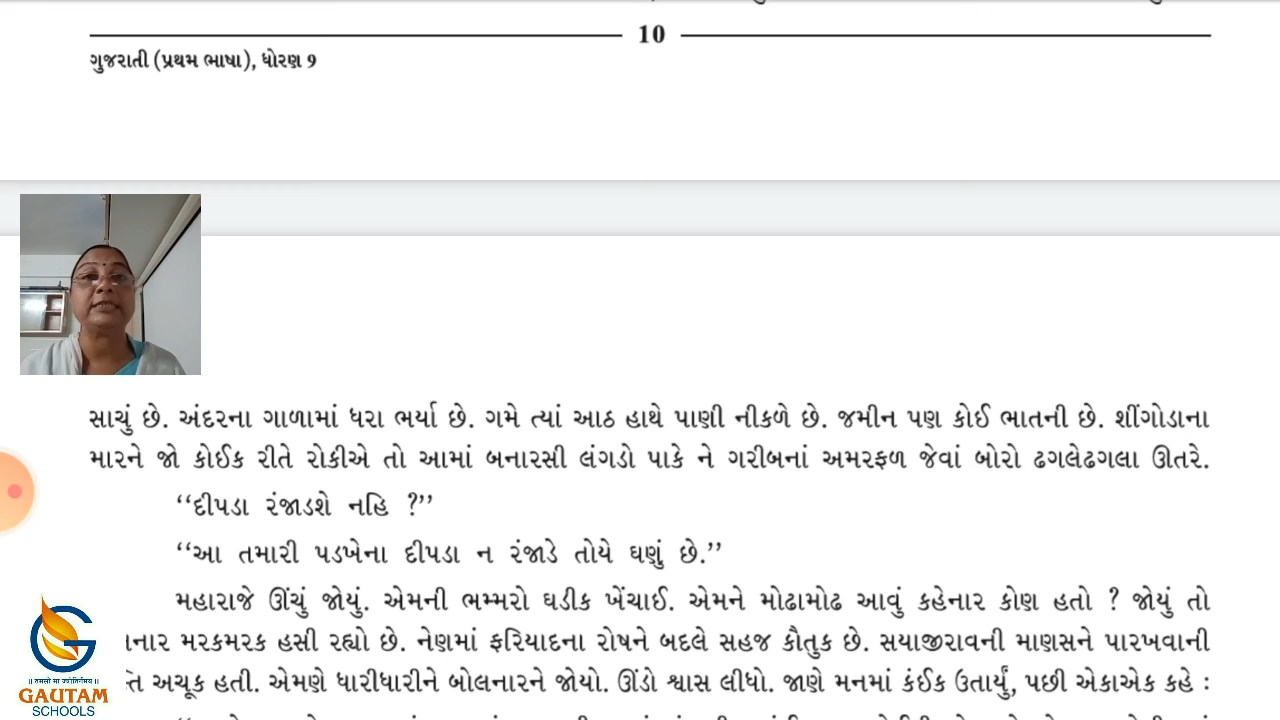 10
ગુજરાતી (પ્રથમ ભાષા), ધોરણ 9
સાચું છે. અંદરના ગાળામાં ધરા ભર્યા છે. ગમે ત્યાં આઠ હાથે પાણી નીકળે છે. જમીન પણ કોઈ ભાતની છે. શીંગોડાના
મારને જો કોઈક રીતે રોકીએ તો આમાં બનારસી લંગડો પાકે ને ગરીબનાં અમરફળ જેવાં બોરો ઢગલેઢગલા ઊતરે.
‘‘દીપડા રંજાડશે નહિ ?’’
‘‘આ તમારી પડખેના દીપડા ન રંજાડે તોયે ઘણું છે.’’
મહારાજે ઊંચું જોયું. એમની ભમ્મરો ઘડીક ખેંચાઈ. એમને મોઢામોઢ આવું કહેનાર કોણ હતો ? જોયું તો
નાર મરકમરક હસી રહ્યો છે. નેણમાં ફરિયાદના રોષને બદલે સહજ કૌતુક છે. સયાજીરાવની માણસને પારખવાની
અચૂક હતી. એમણે ધારીધારીને બોલનારને જોયો. ઊંડો શ્વાસ લીધો. જાણે મનમાં કંઈક ઉતાર્યું, પછી એકાએક કહે :
॥ तमसो मा ज्योतिर्गमय ॥
GAUTAM
SCHOOLS